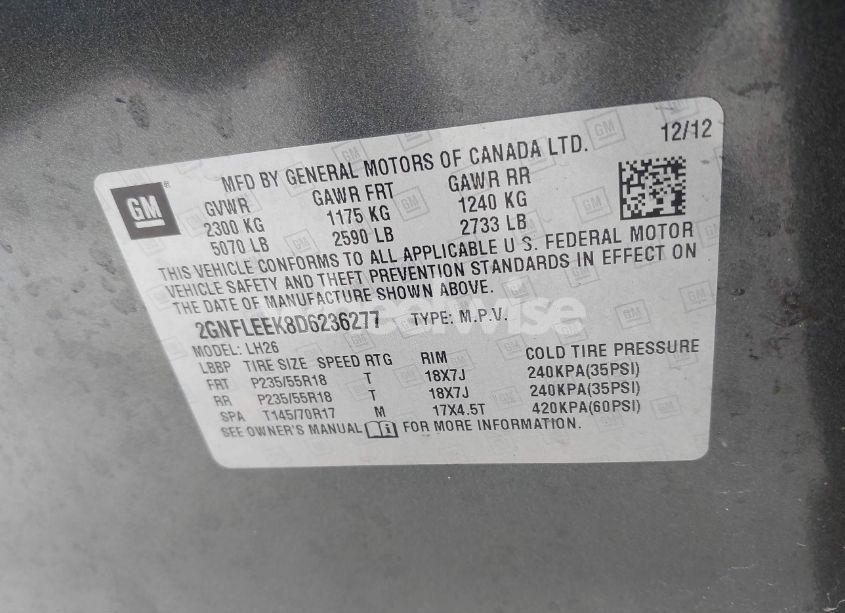 GM
MFD BY GENERAL MOTORS OF CANADA LTD. 12/12
GVWR GAWR FRT GAWR RR
2300 KG 1175 KG 1240 KG
5070 LB 2590 LB 2733 LB
THIS VEHICLE CONFORMS TO ALL APPLICABLE U.S. FEDERAL MOTOR
VEHICLE SAFETY AND THEFT PREVENTION STANDARDS IN EFFECT ON
THE DATE OF MANUFACTURE SHOWN ABOVE.
2GNFLEEK8D6236277 TYPE: M.P.V.
MODEL: LH26
LBBP TIRE SIZE SPEED RTG RIM COLD TIRE PRESSURE
FRT P235/55R18 T 18X7J 240KPA(35PSI)
RR P235/55R18 T 18X7J 240KPA(35PSI)
SPA T145/70R17 M 17X4.5T 420KPA(60PSI)
SEE OWNER'S MANUAL FOR MORE INFORMATION.